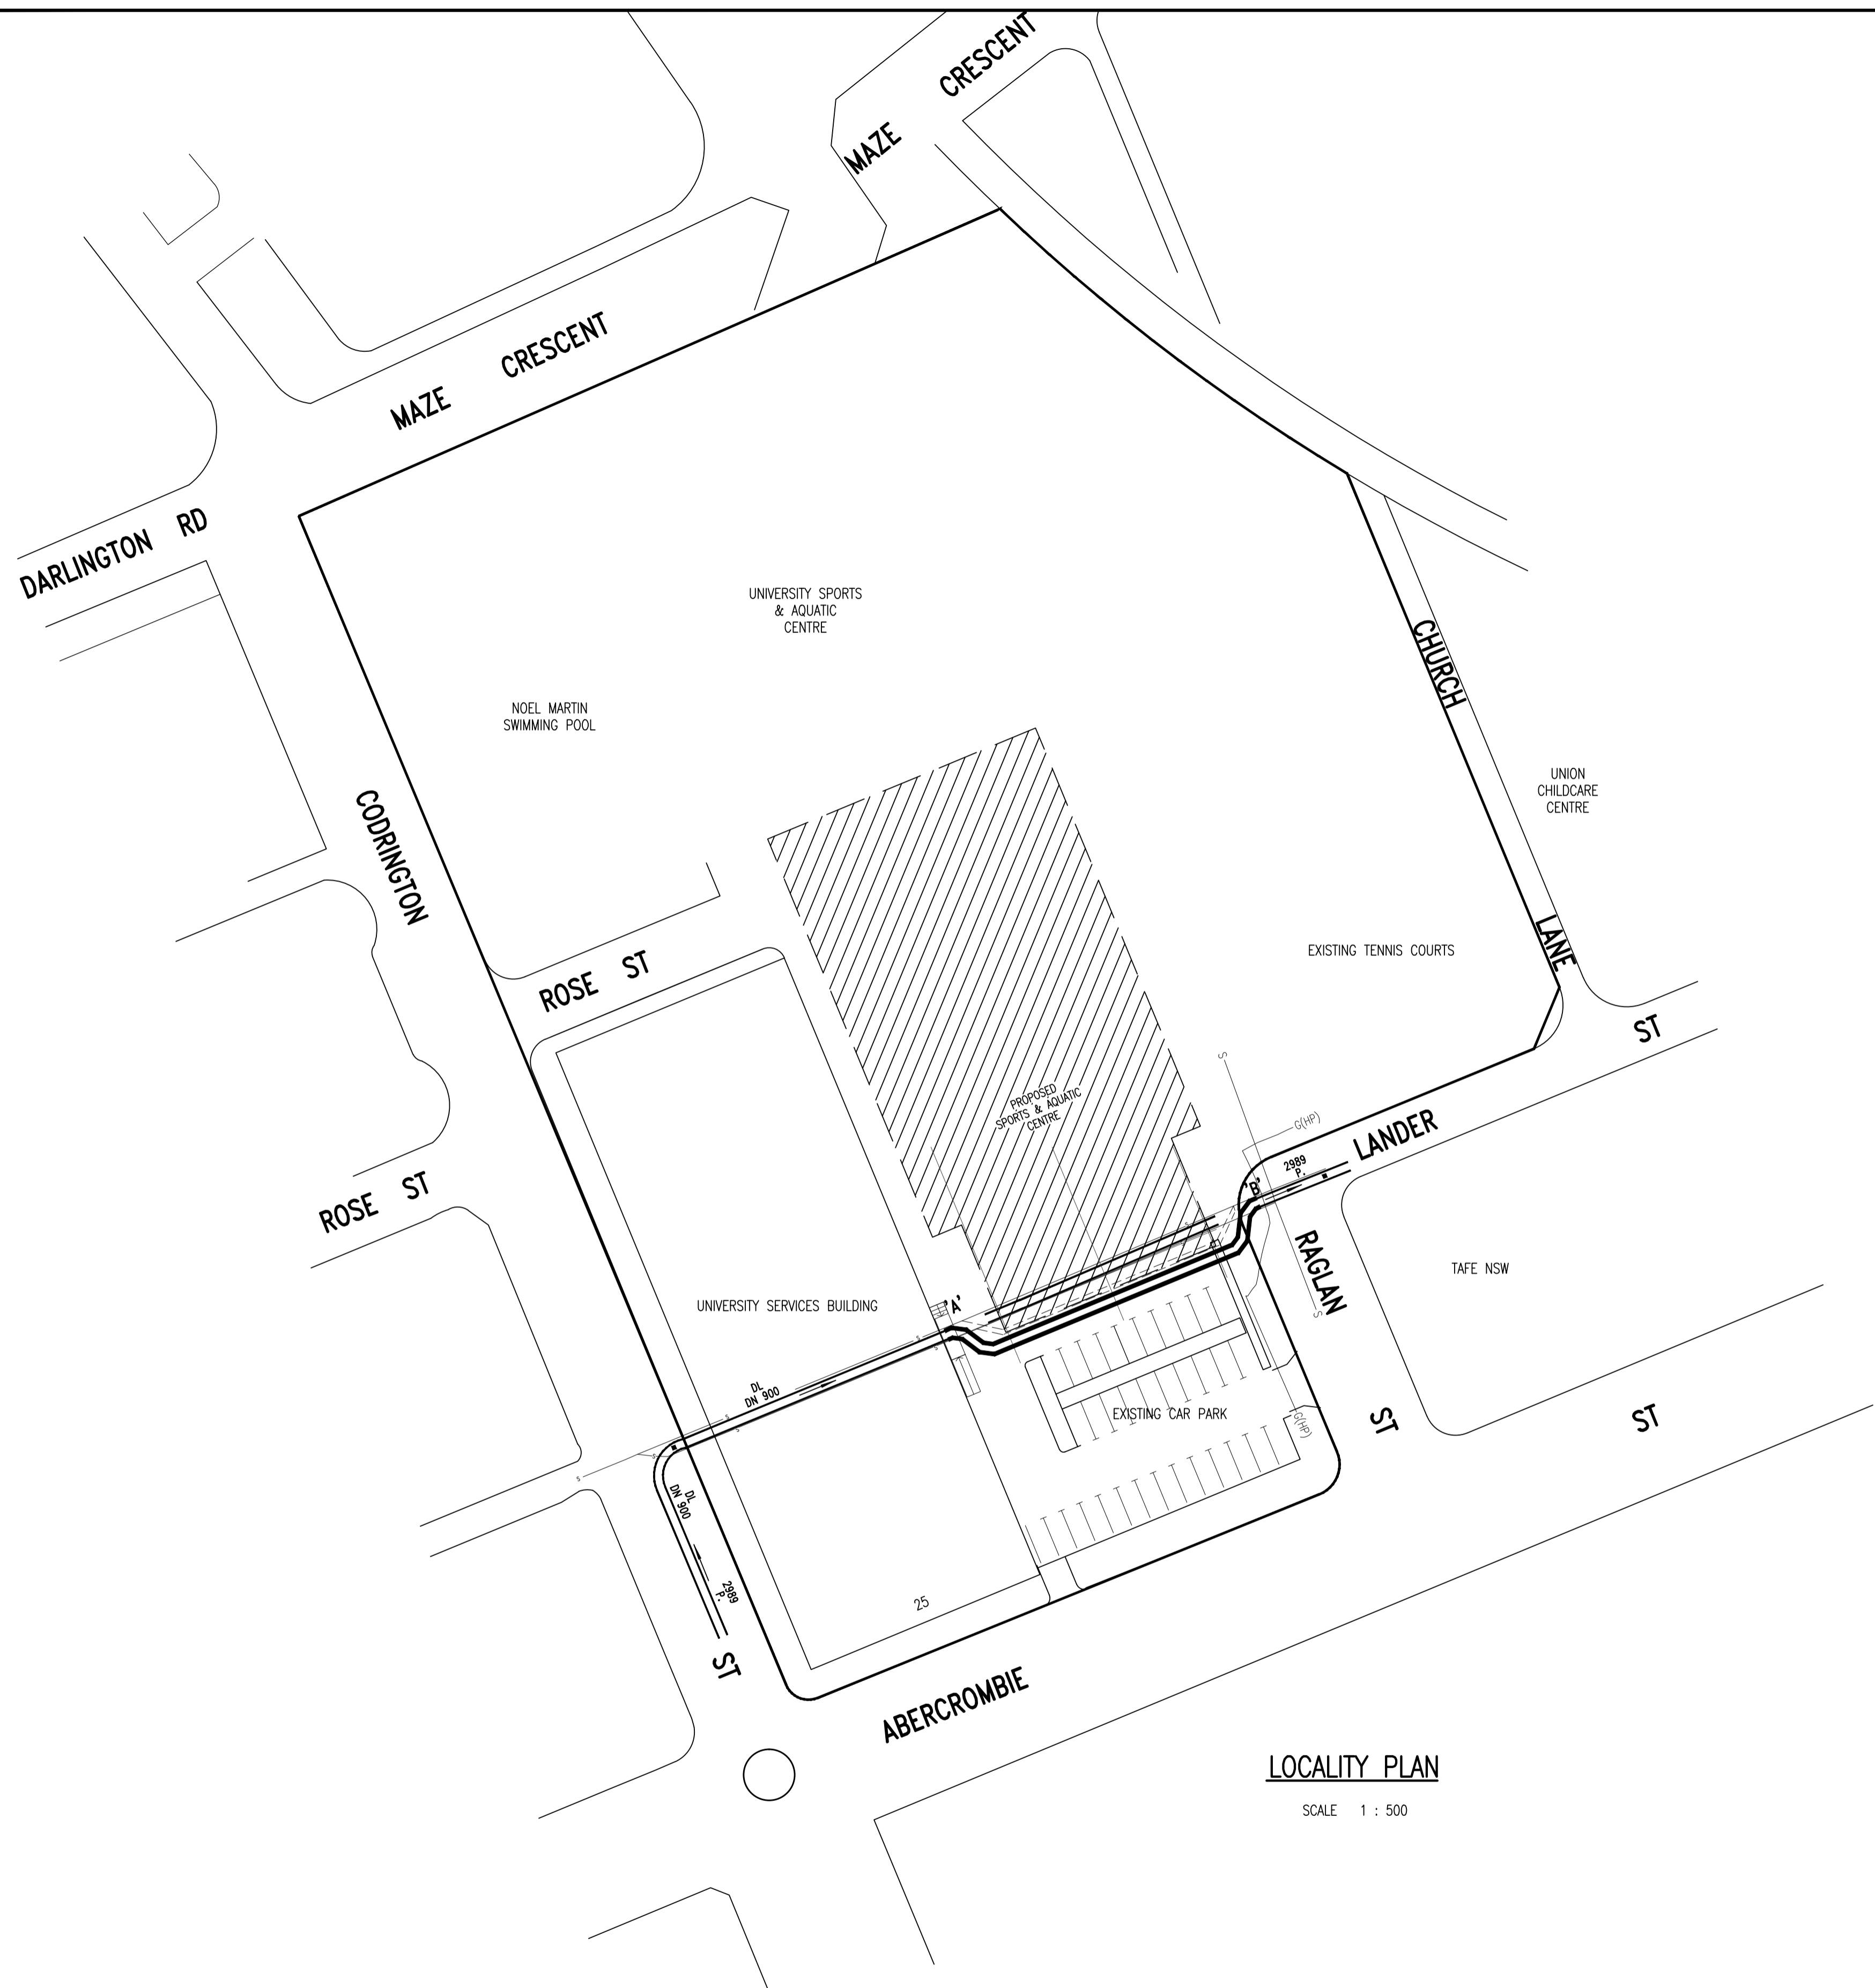 CRESCENT
MAZE
MAZE CRESCENT
DARLINGTON RD
UNIVERSITY SPORTS
& AQUATIC
CENTRE
NOEL MARTIN
SWIMMING POOL
CHURCH
UNION
CHILDCARE
CENTRE
CODRINGTON
LANE
EXISTING TENNIS COURTS
ROSE ST
ST
S
PROPOSED
SPORTS & AQUATIC
CENTRE
G(HP)
LANDER
2989
P.
'B'
ROSE ST
RAGLAN
TAFE NSW
UNIVERSITY SERVICES BUILDING
'A'
S
S
S
S
DL
DN 900
EXISTING CAR PARK
G(HP)
ST
ST
S
S
S
S
DL
DN 900
2989
P.
25
ST
ABERCROMBIE
LOCALITY PLAN
SCALE 1 : 500